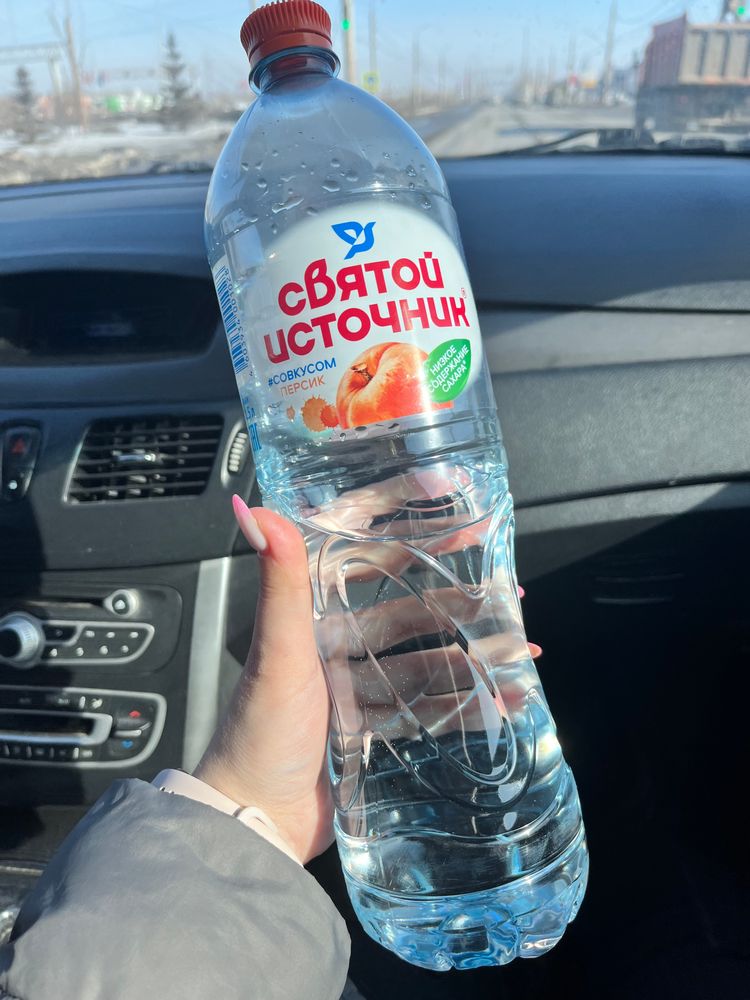 СВЯТОЙ
ИСТОЧНИК®
#СОВКУСОМ
ПЕРСИК
НИЗКОЕ
СОДЕРЖАНИЕ
САХАРА*